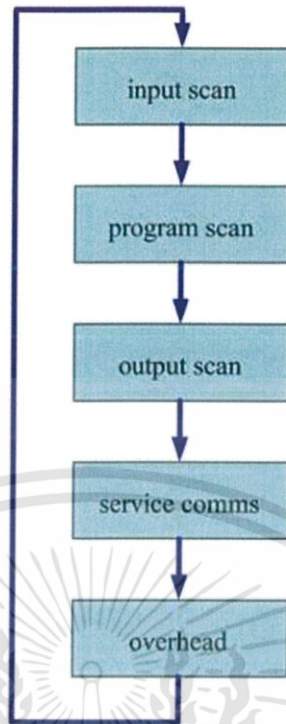 input scan
program scan
output scan
service comms
overhead